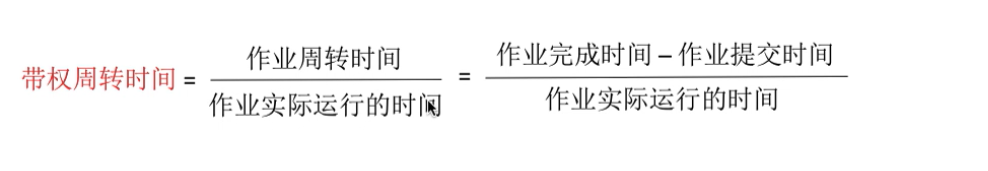 带权周转时间 = 作业周转时间 / 作业实际运行的时间 = 作业完成时间 – 作业提交时间 / 作业实际运行的时间